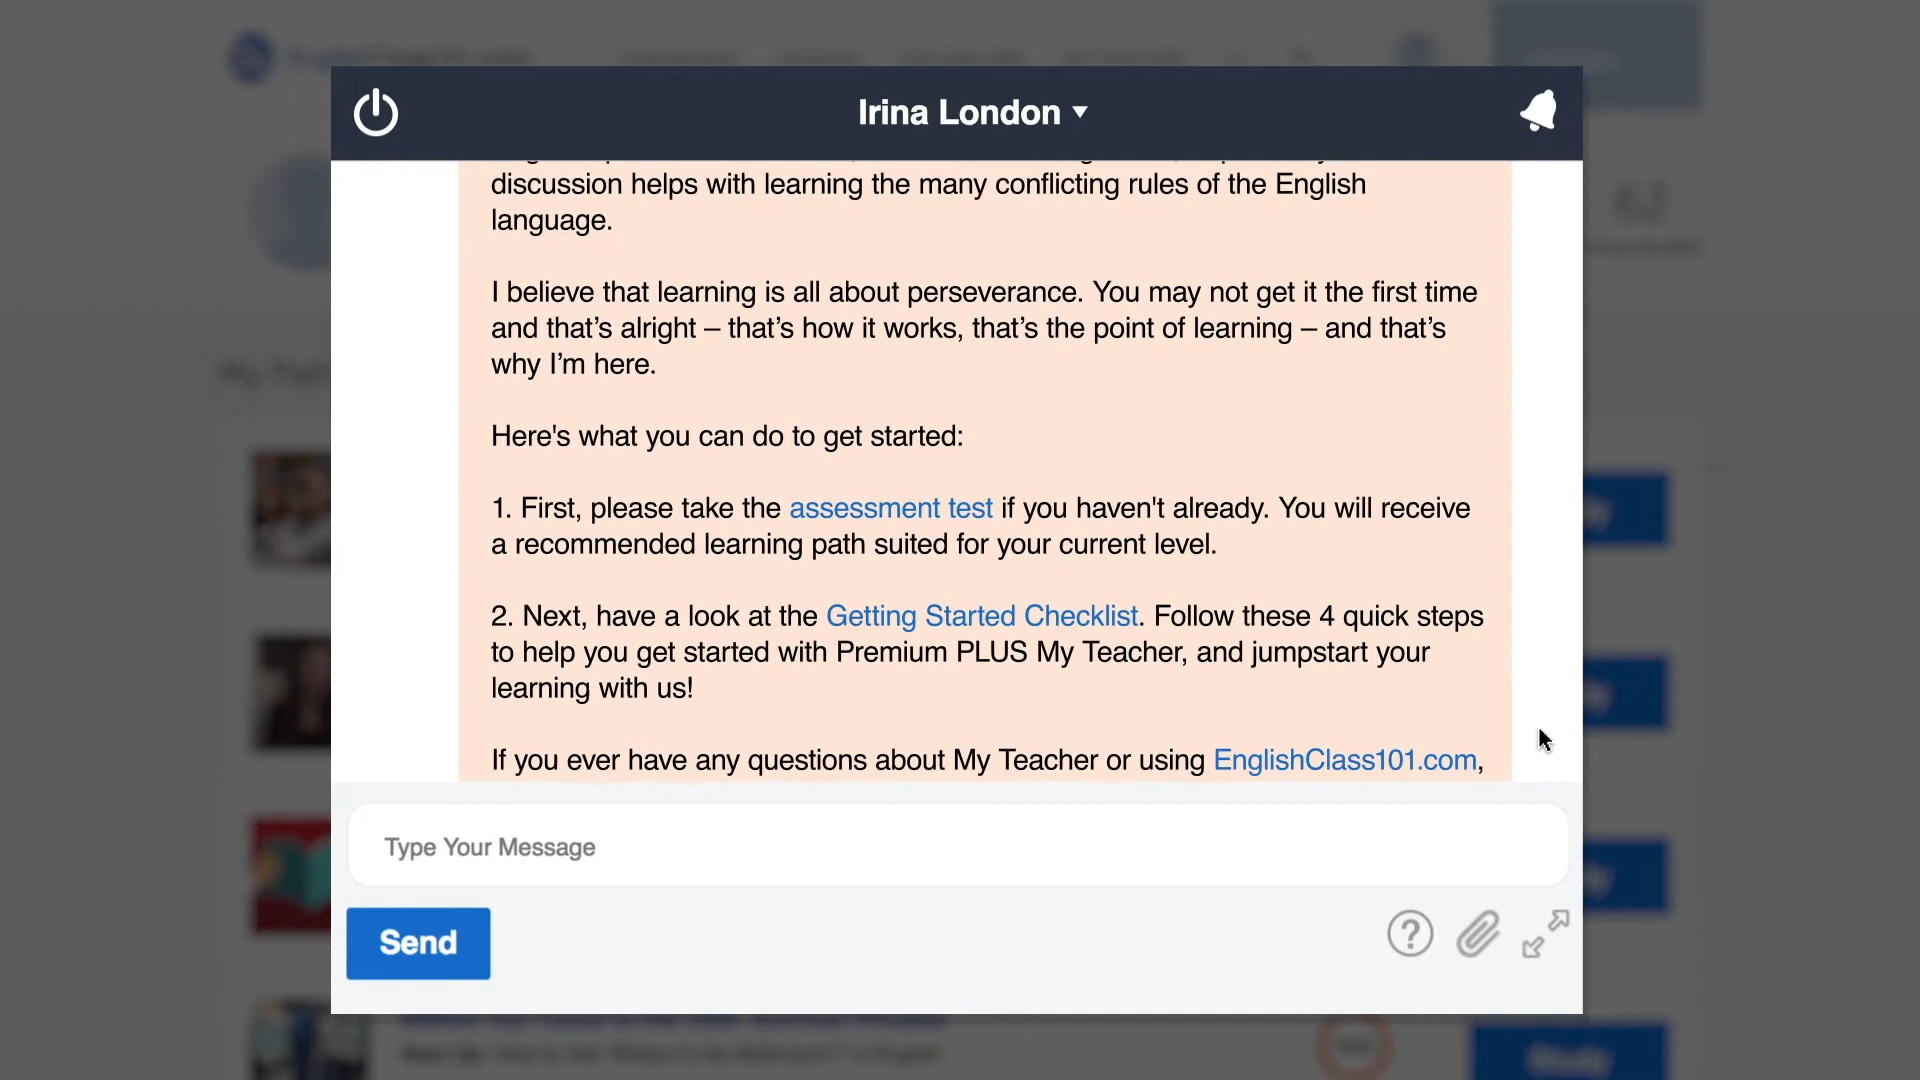 Irina London
discussion helps with learning the many conflicting rules of the English
language.
I believe that learning is all about perseverance. You may not get it the first time
and that’s alright – that’s how it works, that’s the point of learning – and that’s
why I’m here.
Here's what you can do to get started:
1. First, please take the assessment test if you haven't already. You will receive
a recommended learning path suited for your current level.
2. Next, have a look at the Getting Started Checklist. Follow these 4 quick steps
to help you get started with Premium PLUS My Teacher, and jumpstart your
learning with us!
If you ever have any questions about My Teacher or using EnglishClass101.com,
Type Your Message
Send
Study